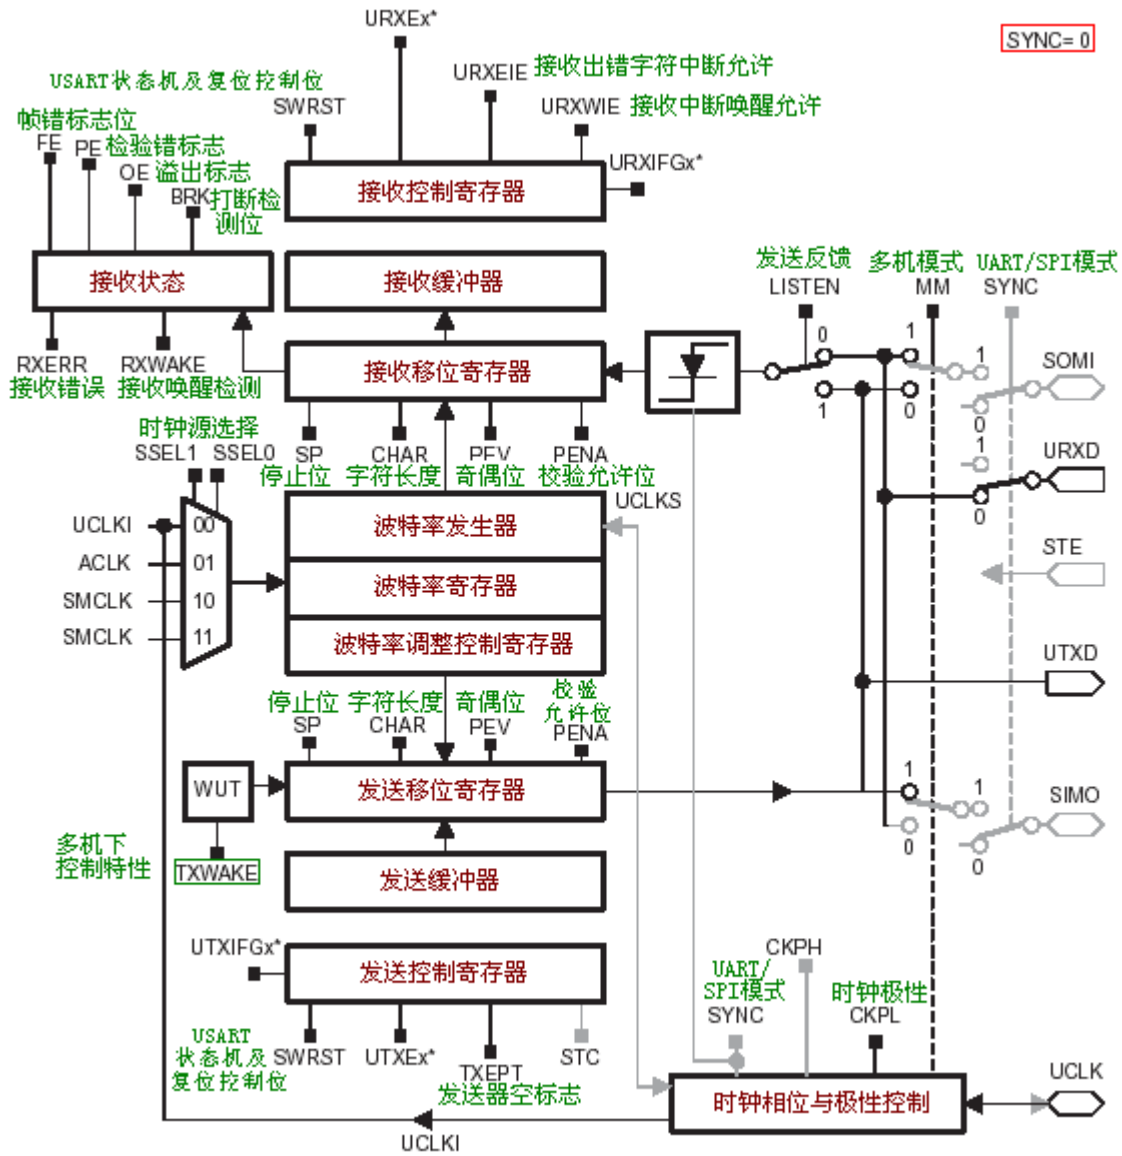 URXEx*
SYNC= 0
USART状态机及复位控制位
URXEIE 接收出错字符中断允许
SWRST
URXWIE 接收中断唤醒允许
帧错标志位
FE
PE 检验错标志
OE 溢出标志
BRK 打断检
测位
URXIFGx*
接收控制寄存器
接收状态
接收缓冲器
发送反馈
多机模式
UART/SPI模式
LISTEN
MM
SYNC
RXERR
RXWAKE
接收错误
接收唤醒检测
接收移位寄存器
0
1
1
0
1
0
SOMI
时钟源选择
SSEL1
SSEL0
SP
CHAR
PEV
PENA
停止位
字符长度
奇偶位
校验允许位
UCLKS
1
0
URXD
UCLKI
00
ACLK
01
SMCLK
10
SMCLK
11
波特率发生器
波特率寄存器
波特率调整控制寄存器
STE
UTXD
停止位
字符长度
奇偶位
校验
允许位
SP
CHAR
PEV
PENA
WUT
发送移位寄存器
1
0
1
0
SIMO
多机下
控制特性
TXWAKE
发送缓冲器
UTXIFGx*
发送控制寄存器
USART
状态机及
复位控制位
SWRST
UTXEx*
TXEPT
STC
发送器空标志
CKPH
UART/
SPI模式
SYNC
时钟极性
CKPL
时钟相位与极性控制
UCLK
UCLKI